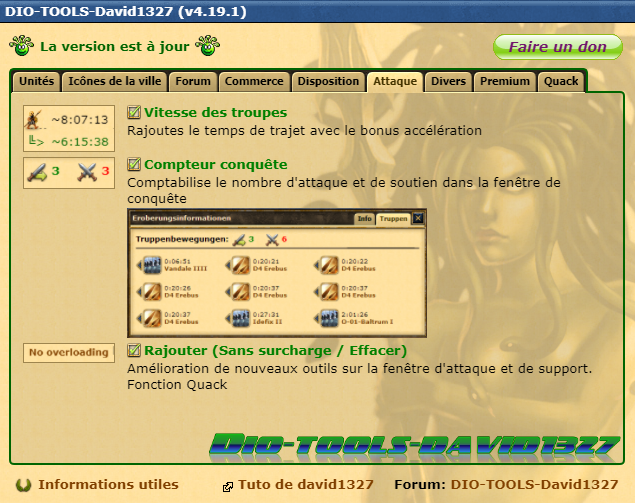 DIO-TOOLS-David1327 (v4.19.1)
La version est à jour
Faire un don
Unités Icônes de la ville Forum Commerce Disposition Attaque Divers Premium Quack
~8:07:13
~6:15:38
Vitesse des troupes
Rajoutes le temps de trajet avec le bonus accélération
3 3
Compteur conquête
Comptabilise le nombre d'attaque et de soutien dans la fenêtre de
conquête
Eroberungsinformationen Info Truppen
Truppenbewegungen: 3 6
0:06:51 0:20:21 0:20:22
Vandale IIII D4 Erebus D4 Erebus
0:20:26 0:20:37 0:20:37
D4 Erebus D4 Erebus D4 Erebus
0:20:37 0:27:31 2:01:26
D4 Erebus Idefix II O-01-Baltrum I
No overloading
Rajouter (Sans surcharge / Effacer)
Amélioration de nouveaux outils sur la fenêtre d'attaque et de support.
Fonction Quack
Dio-tools-david1327
Informations utiles Tuto de david1327 Forum: DIO-TOOLS-David1327